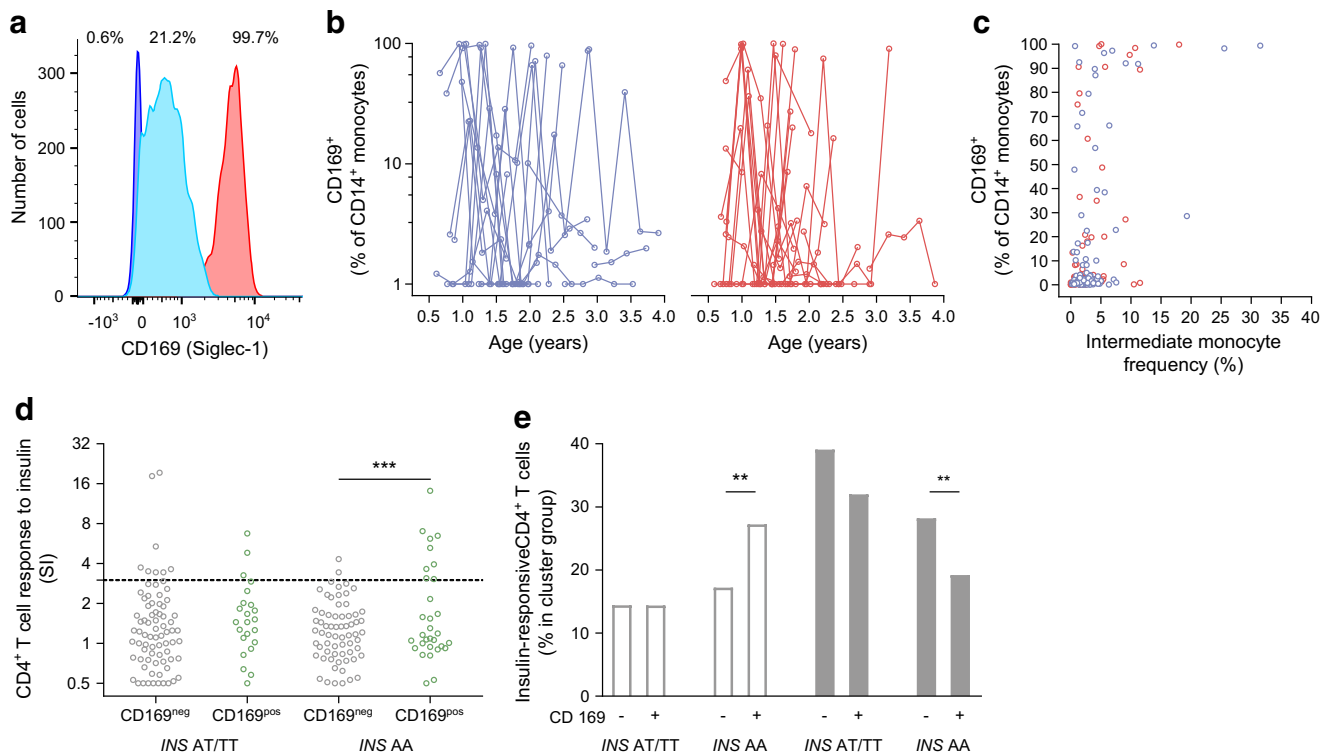 a
0.6% 21.2% 99.7%
Number of cells
300
200
100
0
-10³ 0 10³ 10⁴
CD169 (Siglec-1)
b
CD169⁺
(% of CD14⁺ monocytes)
100
10
1
0.5 1.0 1.5 2.0 2.5 3.0 3.5 4.0
Age (years)
0.5 1.0 1.5 2.0 2.5 3.0 3.5 4.0
Age (years)
c
CD169⁺
(% of CD14⁺ monocytes)
100
90
80
70
60
50
40
30
20
10
0
0 5 10 15 20 25 30 35 40
Intermediate monocyte
frequency (%)
d
CD4⁺ T cell response to insulin
(SI)
32
16
8
4
2
1
0.5
***
CD169ⁿᵉᵍ CD169ᵖᵒˢ CD169ⁿᵉᵍ CD169ᵖᵒˢ
INS AT/TT INS AA
e
Insulin-responsiveCD4⁺ T cells
(% in cluster group)
40
30
20
10
0
**
**
CD 169 - + - + - + - +
INS AT/TT INS AA INS AT/TT INS AA